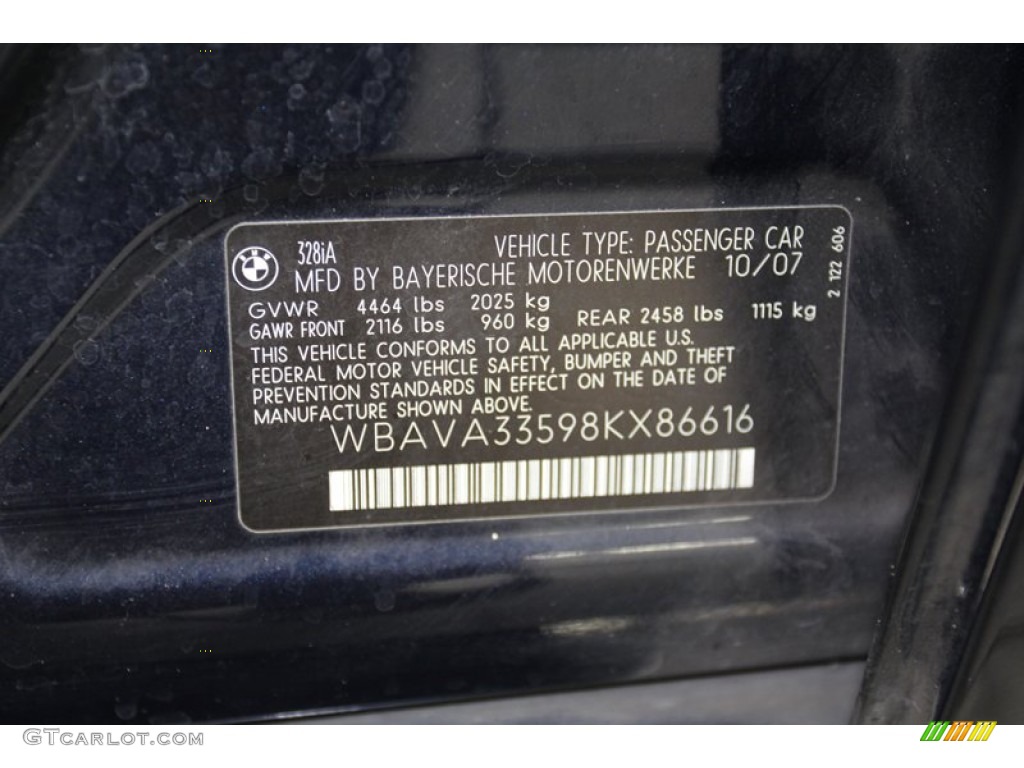 328iA VEHICLE TYPE: PASSENGER CAR
MFD BY BAYERISCHE MOTORENWERKE 10/07
GVWR 4464 lbs 2025 kg
GAWR FRONT 2116 lbs 960 kg REAR 2458 lbs 1115 kg
THIS VEHICLE CONFORMS TO ALL APPLICABLE U.S.
FEDERAL MOTOR VEHICLE SAFETY, BUMPER AND THEFT
PREVENTION STANDARDS IN EFFECT ON THE DATE OF
MANUFACTURE SHOWN ABOVE.
WBAVA33598KX86616
2 122 606
BMW
GTCARLOT.COM